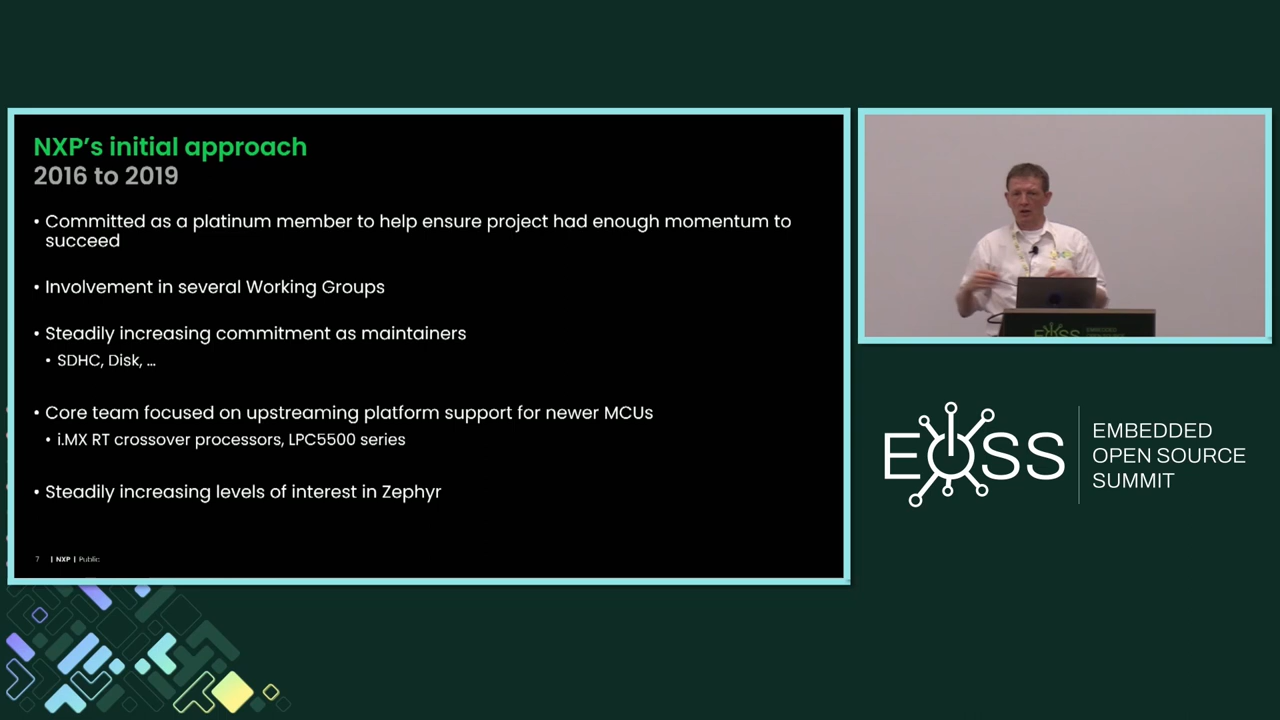 NXP's initial approach
2016 to 2019
• Committed as a platinum member to help ensure project had enough momentum to
succeed
• Involvement in several Working Groups
• Steadily increasing commitment as maintainers
• SDHC, Disk, ...
• Core team focused on upstreaming platform support for newer MCUs
• i.MX RT crossover processors, LPC5500 series
• Steadily increasing levels of interest in Zephyr
7 | NXP | Public
EOSS
EOSS
EMBEDDED
OPEN SOURCE
SUMMIT